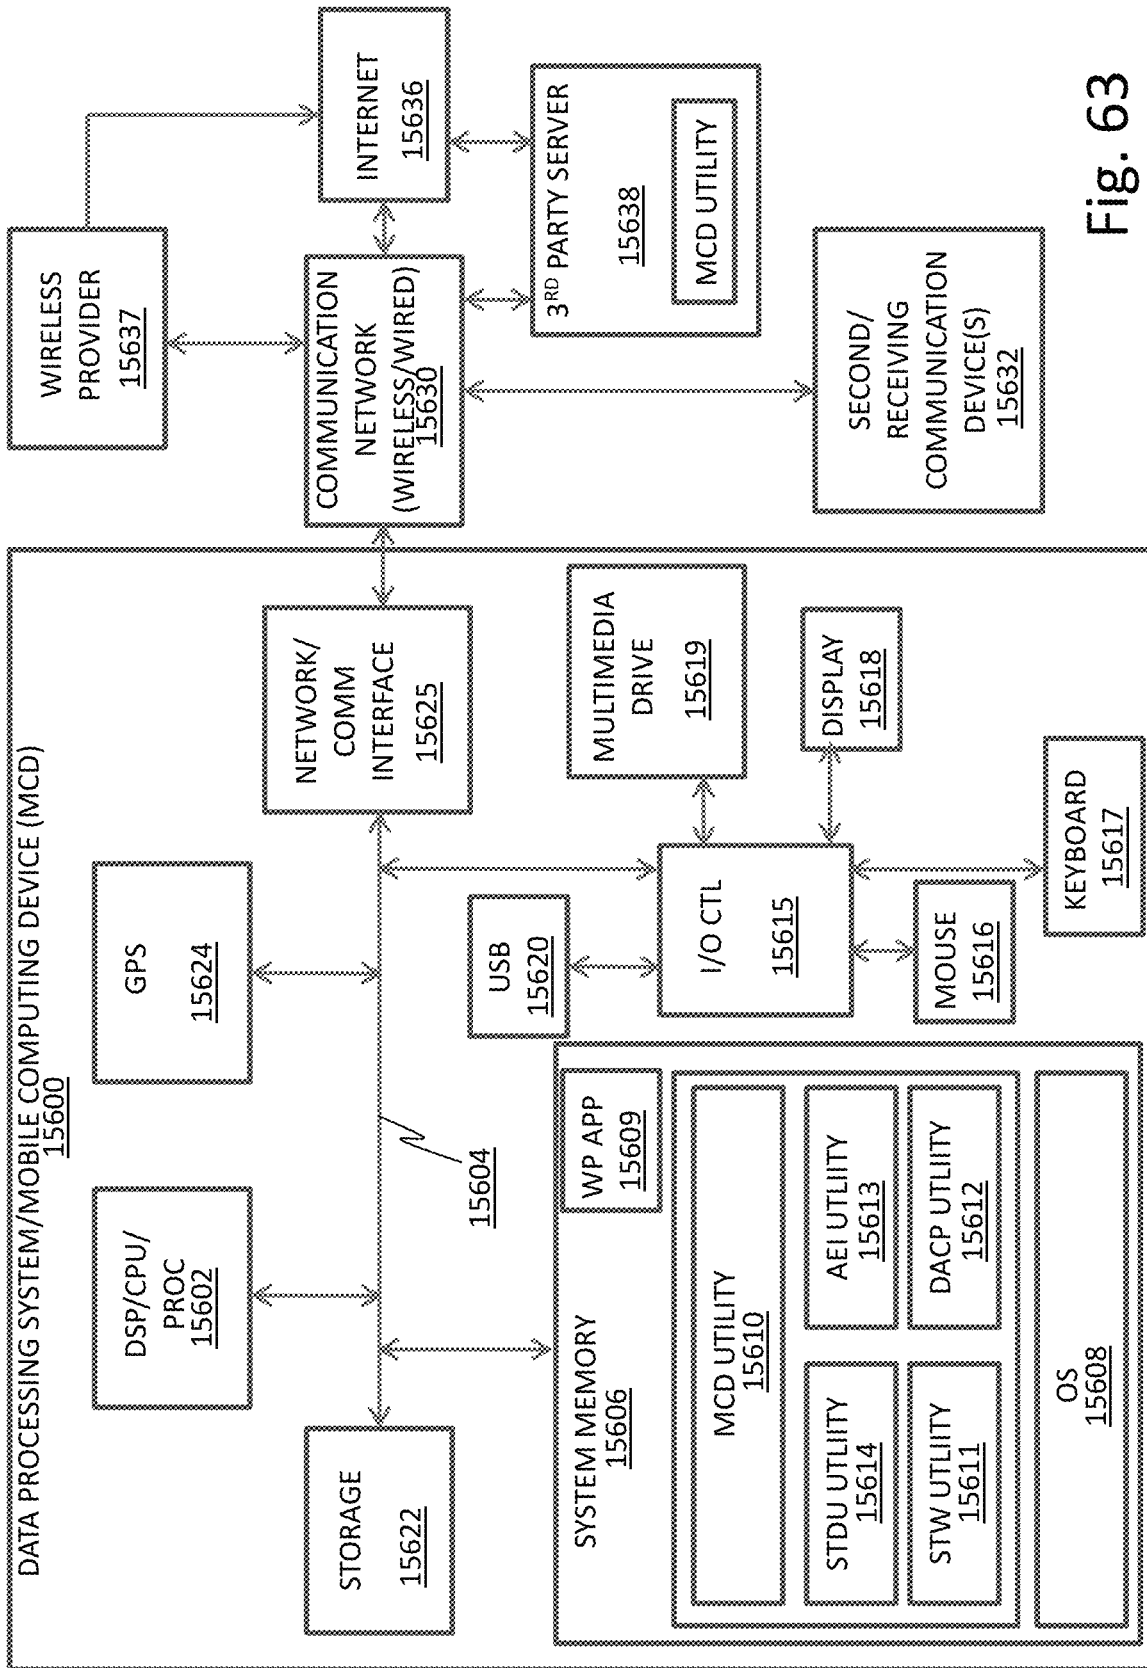 DATA PROCESSING SYSTEM/MOBILE COMPUTING DEVICE (MCD)
15600
STORAGE
15622
DSP/CPU/
PROC
15602
GPS
15624
NETWORK/
COMM
INTERFACE
15625
15604
SYSTEM MEMORY
15606
WP APP
15609
MCD UTILITY
15610
STDU UTLIITY
15614
AEI UTLIITY
15613
STW UTLIITY
15611
DACP UTLIITY
15612
OS
15608
USB
15620
I/O CTL
15615
MULTIMEDIA
DRIVE
15619
DISPLAY
15618
MOUSE
15616
KEYBOARD
15617
WIRELESS
PROVIDER
15637
COMMUNICATION
NETWORK
(WIRELESS/WIRED)
15630
INTERNET
15636
3RD PARTY SERVER
15638
MCD UTILITY
SECOND/
RECEIVING
COMMUNICATION
DEVICE(S)
15632
Fig. 63